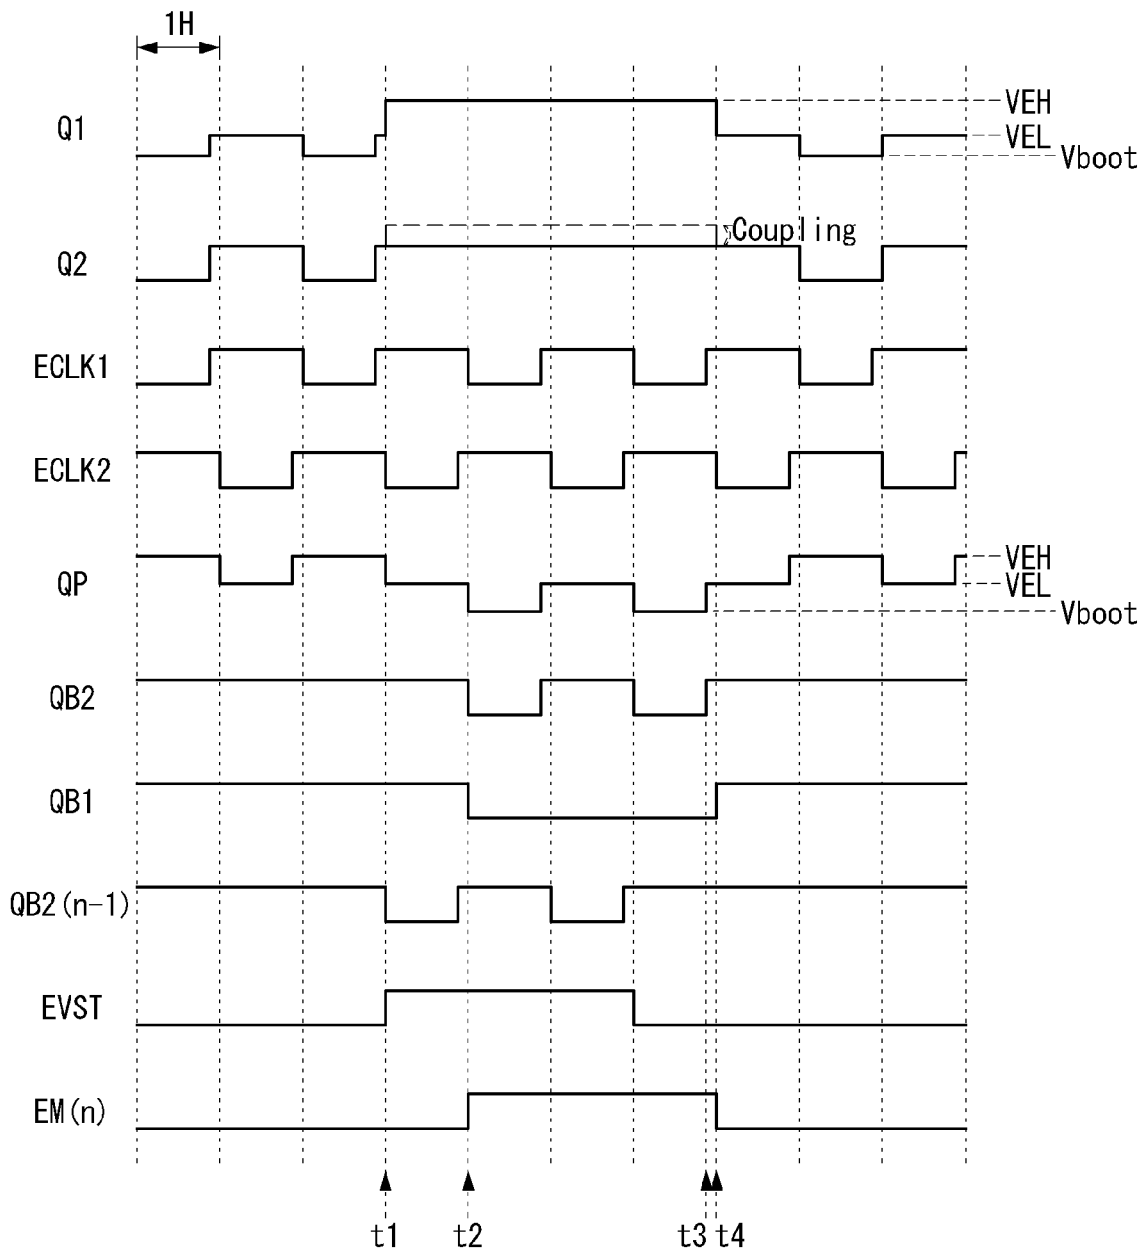 1H
Q1
VEH
VEL
Vboot
Q2
Coupling
ECLK1
ECLK2
QP
VEH
VEL
Vboot
QB2
QB1
QB2(n-1)
EVST
EM(n)
t1 t2 t3 t4